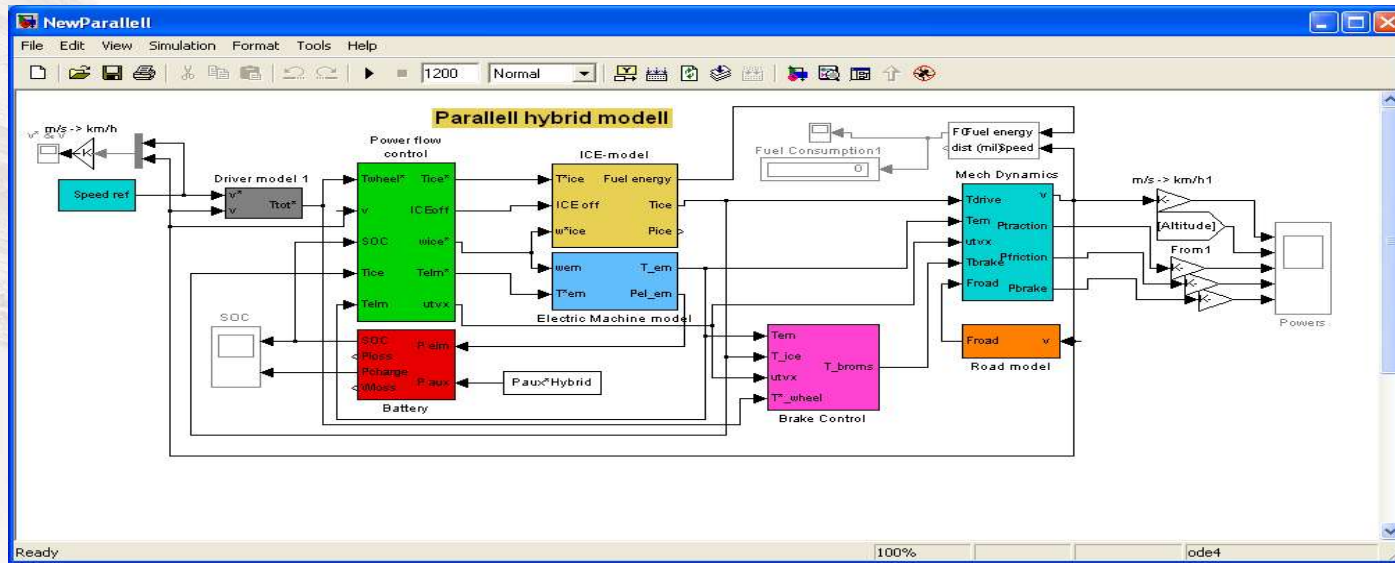 NewParallell
File Edit View Simulation Format Tools Help
1200 Normal
Parallell hybrid modell
m/s -> km/h
v* & v
K
Speed ref
Driver model 1
v*
v
Ttot*
Power flow
control
Twheel*
v
SOC
Tice
Telm
Tice*
ICEoff
wice*
Telm*
utvx
ICE-model
T*ice
ICE off
w*ice
Fuel energy
Tice
Pice
wem
T*em
T_em
Pel_em
Electric Machine model
SOC
SOC
Ploss
Pcharge
P.aux
Battery
Paux*Hybrid
Tem
T_ice
utvx
T*_wheel
T_broms
Brake Control
Fuel Consumption1
0
Fuel energy
dist (mil)
Speed
Mech Dynamics
Tdrive
Tem
utvx
Tbrake
Froad
v
Ptraction
Pfriction
Pbrake
Froad
v
Road model
m/s -> km/h1
K-
[Altitude]
From1
K-
K-
K-
Powers
Ready
100%
ode4